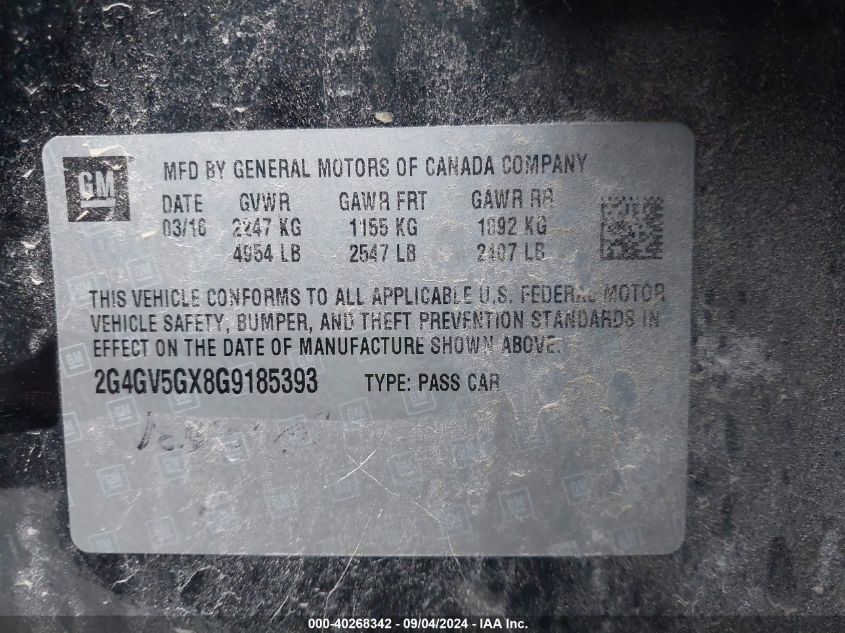 GM
MFD BY GENERAL MOTORS OF CANADA COMPANY
DATE GVWR GAWR FRT GAWR RR
03/16 2247 KG 1155 KG 1092 KG
4954 LB 2547 LB 2407 LB
THIS VEHICLE CONFORMS TO ALL APPLICABLE U.S. FEDERAL MOTOR
VEHICLE SAFETY, BUMPER, AND THEFT PREVENTION STANDARDS IN
EFFECT ON THE DATE OF MANUFACTURE SHOWN ABOVE.
2G4GV5GX8G9185393 TYPE: PASS CAR
000-40268342 - 09/04/2024 - IAA Inc.